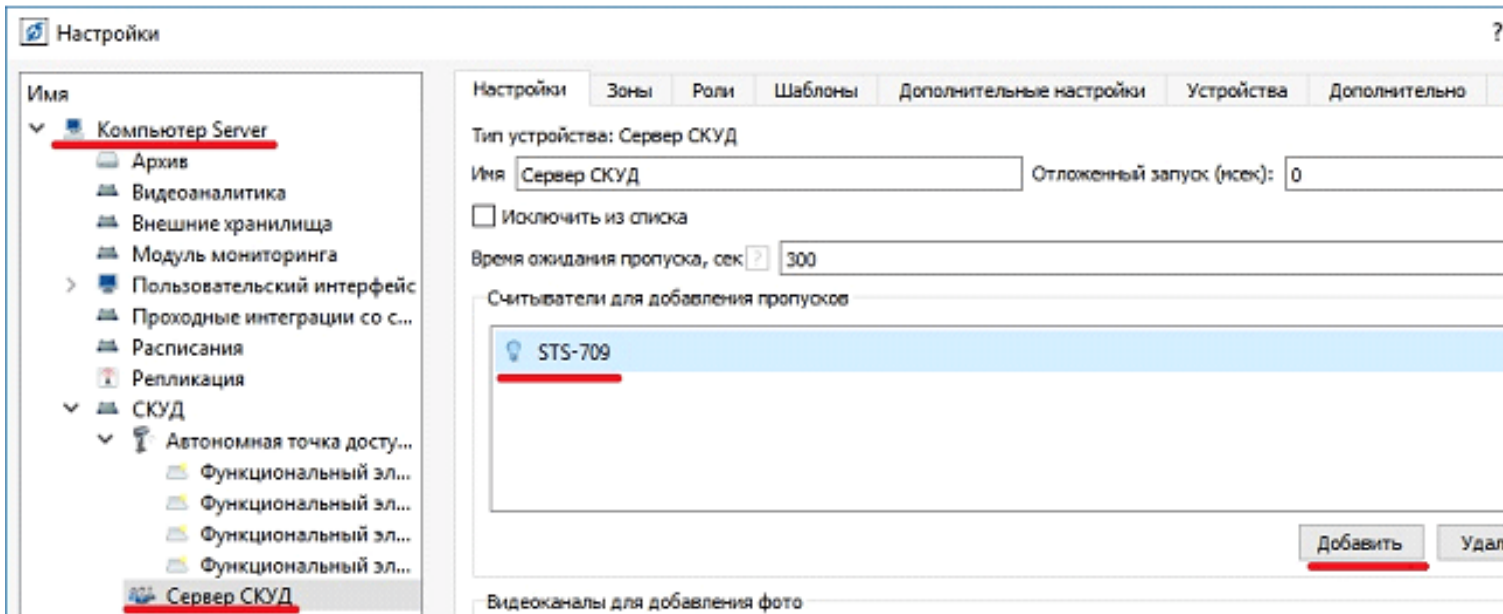 Настройки
?
Имя
Компьютер Server
Архив
Видеоаналитика
Внешние хранилища
Модуль мониторинга
Пользовательский интерфейс
Проходные интеграции со с...
Расписания
Репликация
СКУД
Автономная точка досту...
Функциональный эл...
Функциональный эл...
Функциональный эл...
Функциональный эл...
Сервер СКУД
Настройки Зоны Роли Шаблоны Дополнительные настройки Устройства Дополнительно
Тип устройства: Сервер СКУД
Имя Сервер СКУД Отложенный запуск (мсек): 0
Исключить из списка
Время ожидания пропуска, сек ? 300
Считыватели для добавления пропусков
STS-709
Добавить Удал
Видеоканалы для добавления фото